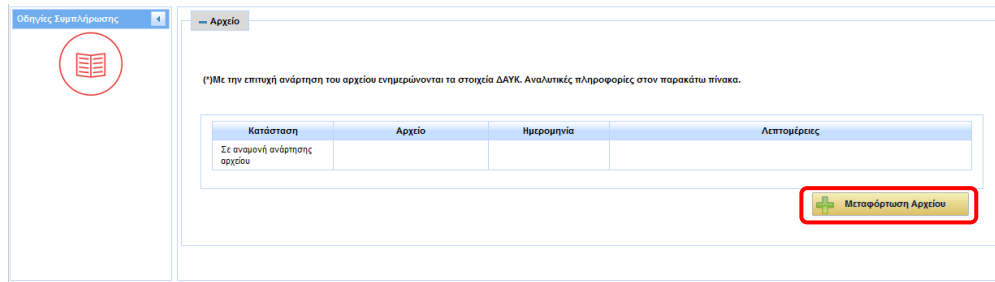 Οδηγίες Συμπλήρωσης
Αρχείο
(*)Με την επιτυχή ανάρτηση του αρχείου ενημερώνονται τα στοιχεία ΔΑΥΚ. Αναλυτικές πληροφορίες στον παρακάτω πίνακα.
Κατάσταση Αρχείο Ημερομηνία Λεπτομέρειες
Σε αναμονή ανάρτησης
αρχείου
Μεταφόρτωση Αρχείου